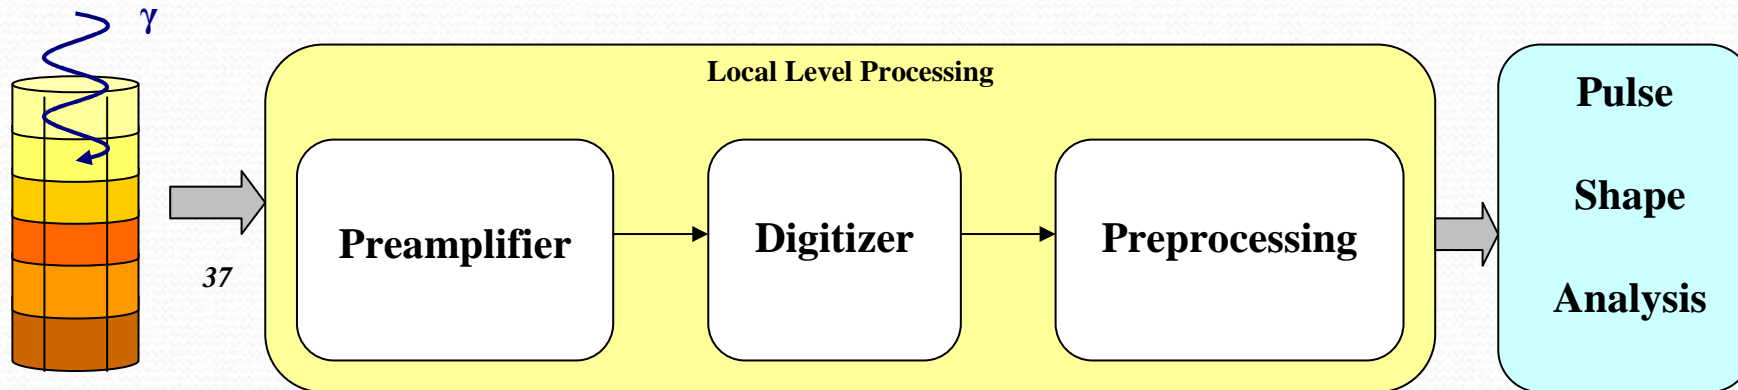 γ
37
Local Level Processing
Preamplifier
Digitizer
Preprocessing
Pulse
Shape
Analysis